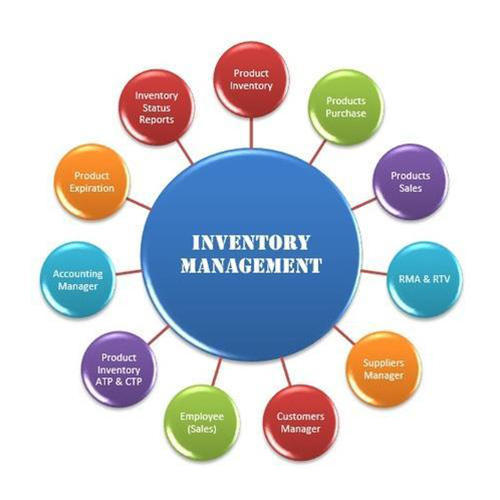 INVENTORY
MANAGEMENT
Product
Inventory
Products
Purchase
Products
Sales
RMA & RTV
Suppliers
Manager
Customers
Manager
Employee
(Sales)
Product
Inventory
ATP & CTP
Accounting
Manager
Product
Expiration
Inventory
Status
Reports